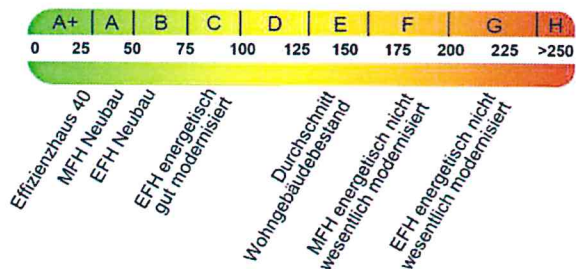 A+ A B C D E F G H
0 25 50 75 100 125 150 175 200 225 >250
Effizienzhaus 40
MFH Neubau
EFH Neubau
EFH energetisch
gut modernisiert
Durchschnitt
Wohngebäudebestand
MFH energetisch nicht
wesentlich modernisiert
EFH energetisch nicht
wesentlich modernisiert